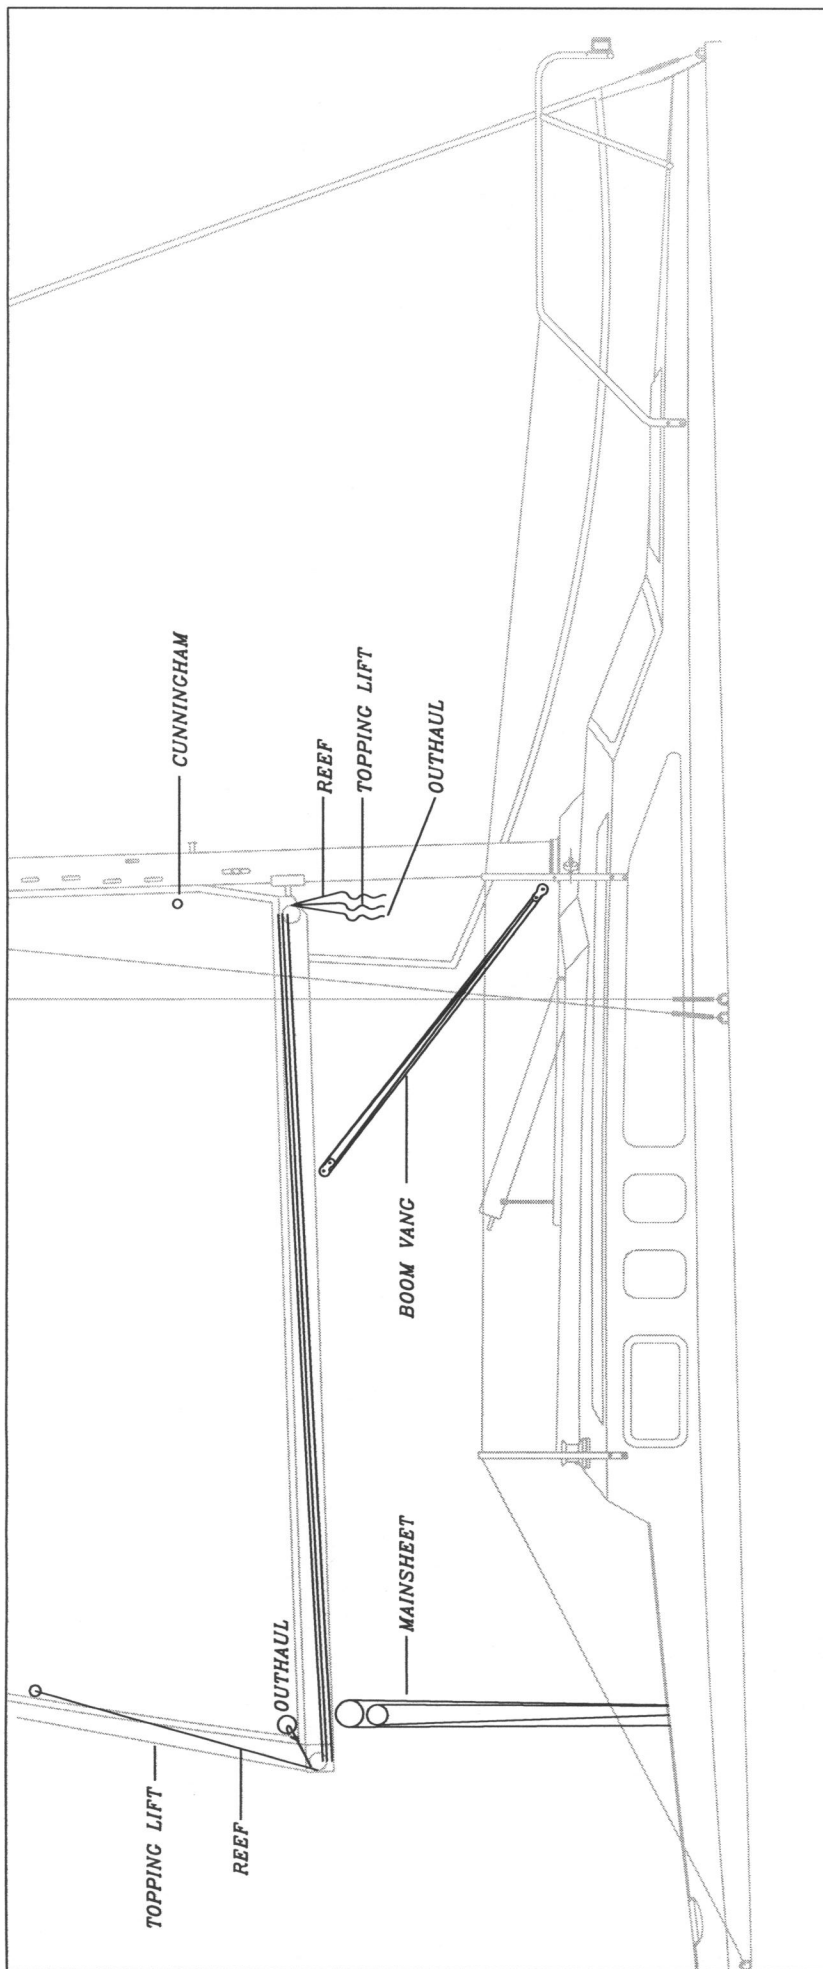 CUNNINGHAM
REEF
TOPPING LIFT
OUTHAUL
BOOM VANG
MAINSHEET
OUTHAUL
TOPPING LIFT
REEF